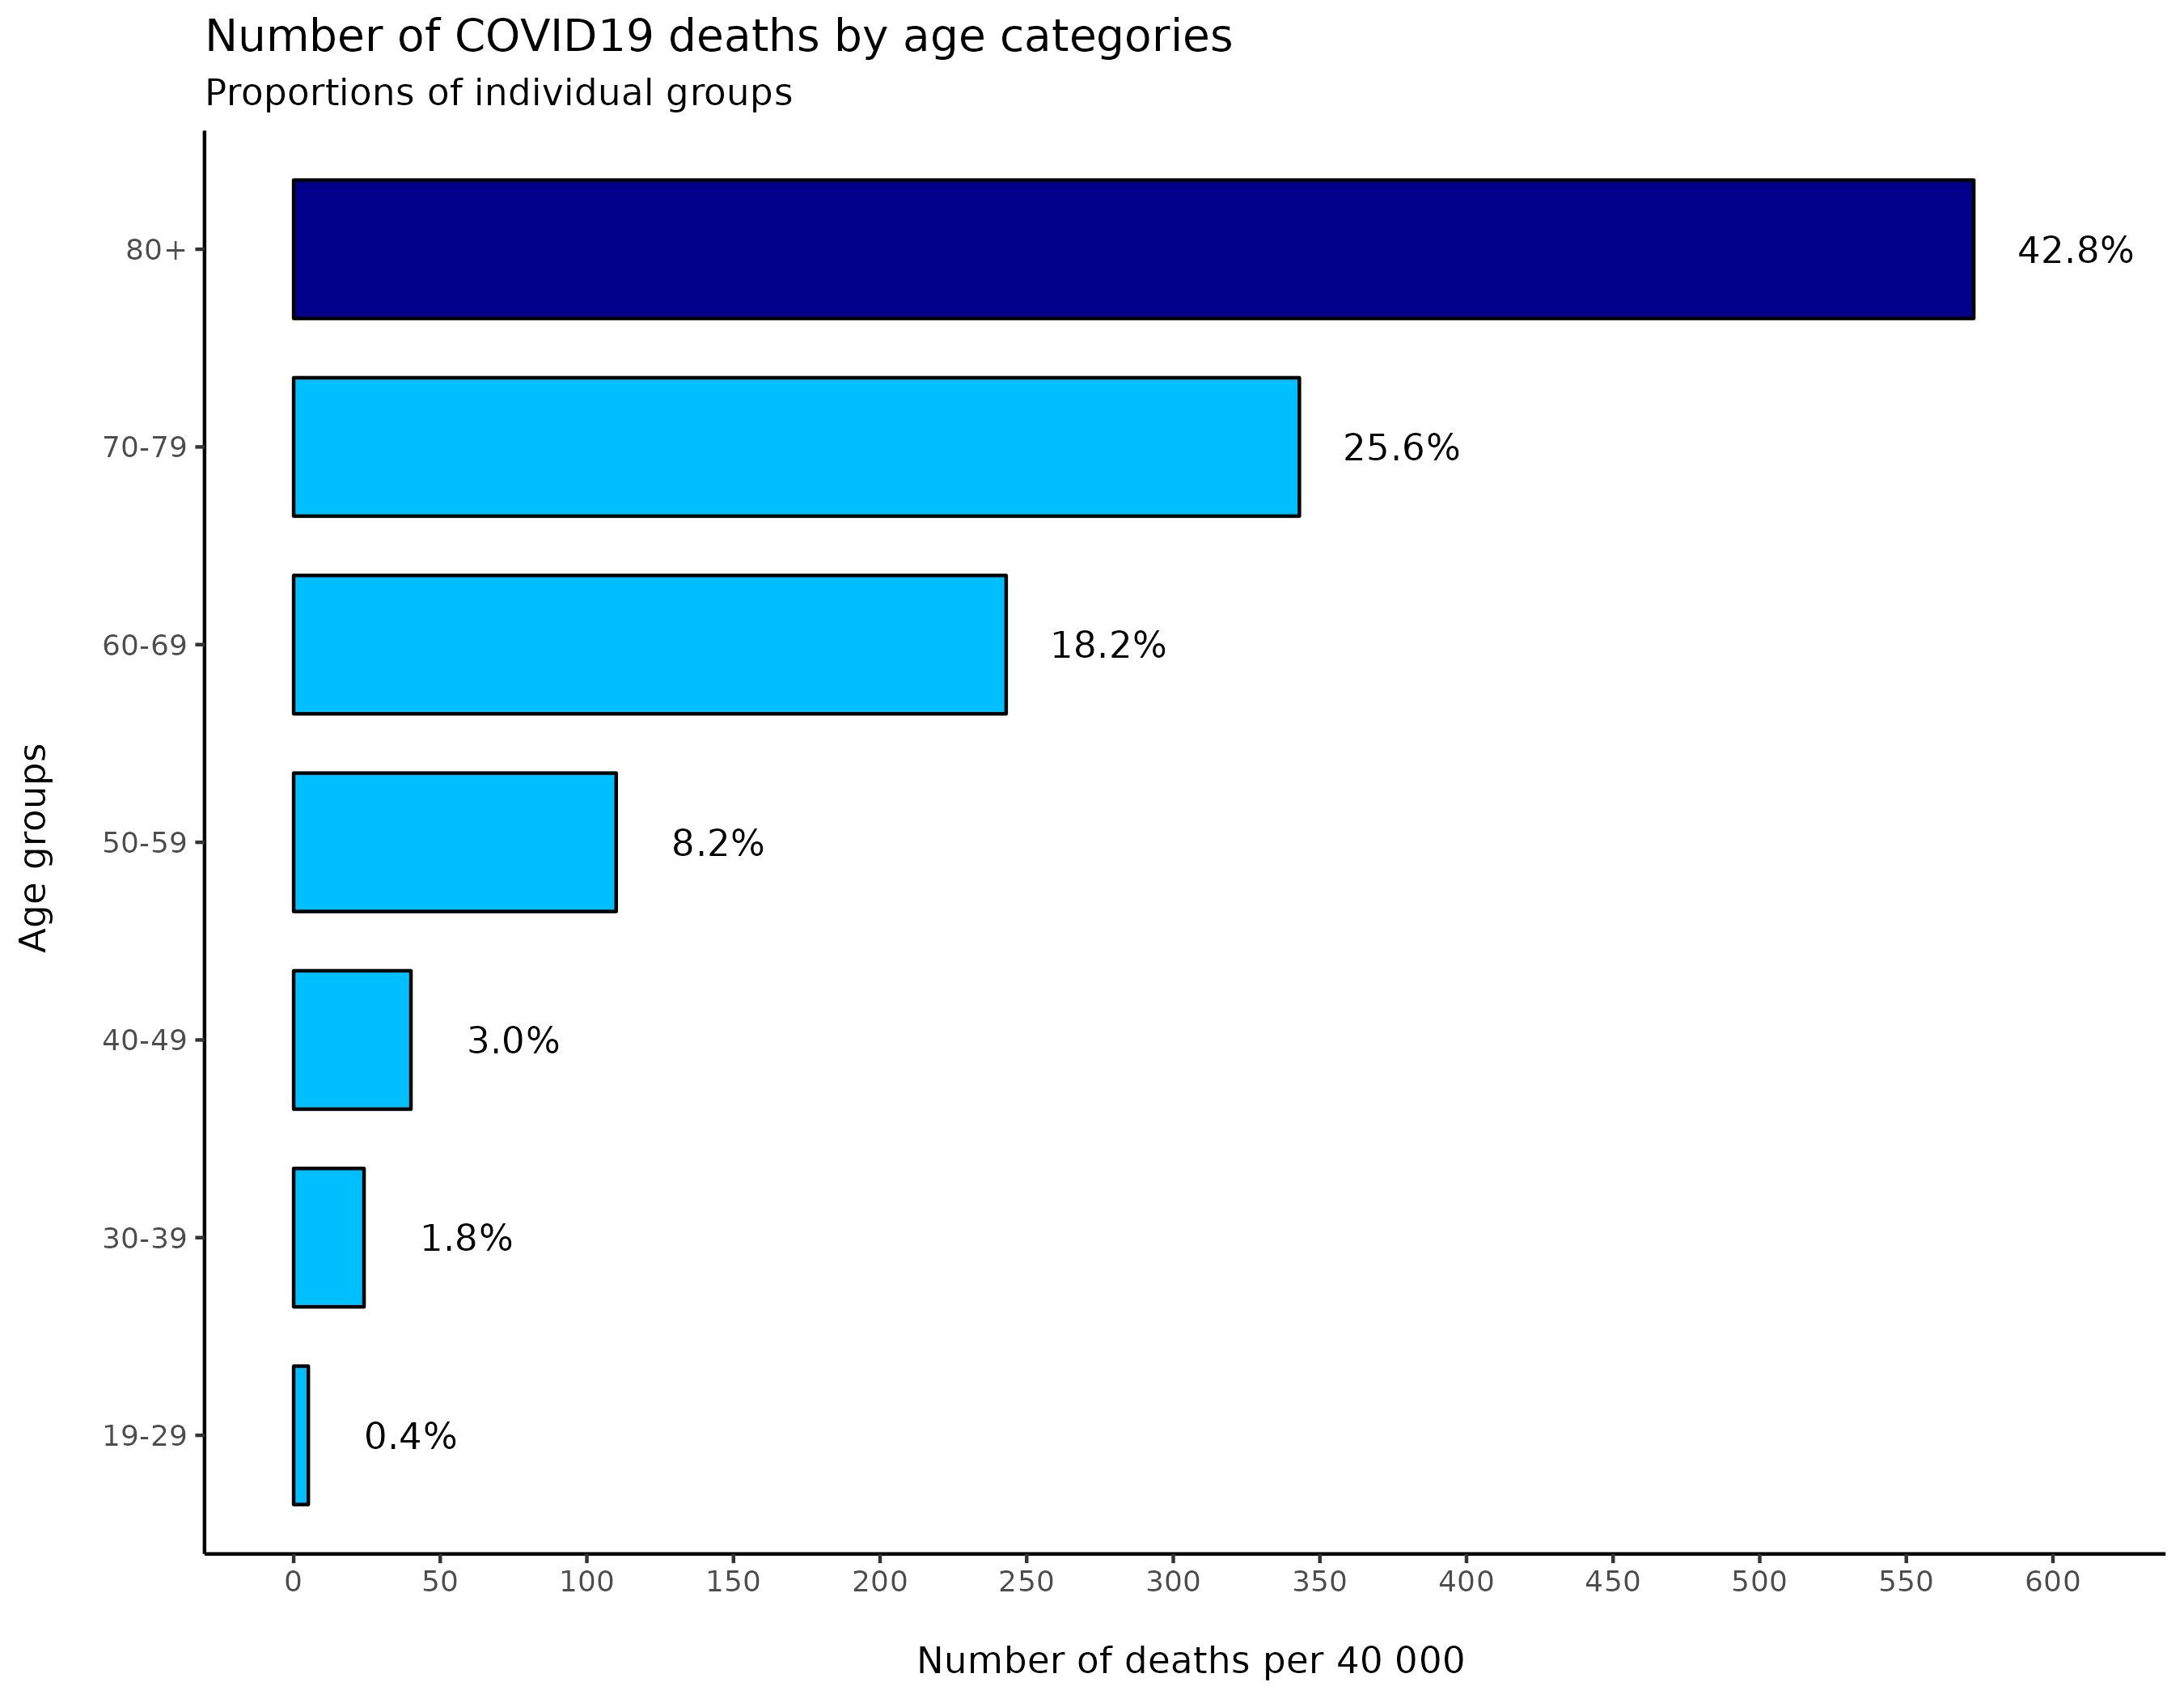 Number of COVID19 deaths by age categories
Proportions of individual groups
Age groups
80+
42.8%
70-79
25.6%
60-69
18.2%
50-59
8.2%
40-49
3.0%
30-39
1.8%
19-29
0.4%
0 50 100 150 200 250 300 350 400 450 500 550 600
Number of deaths per 40 000